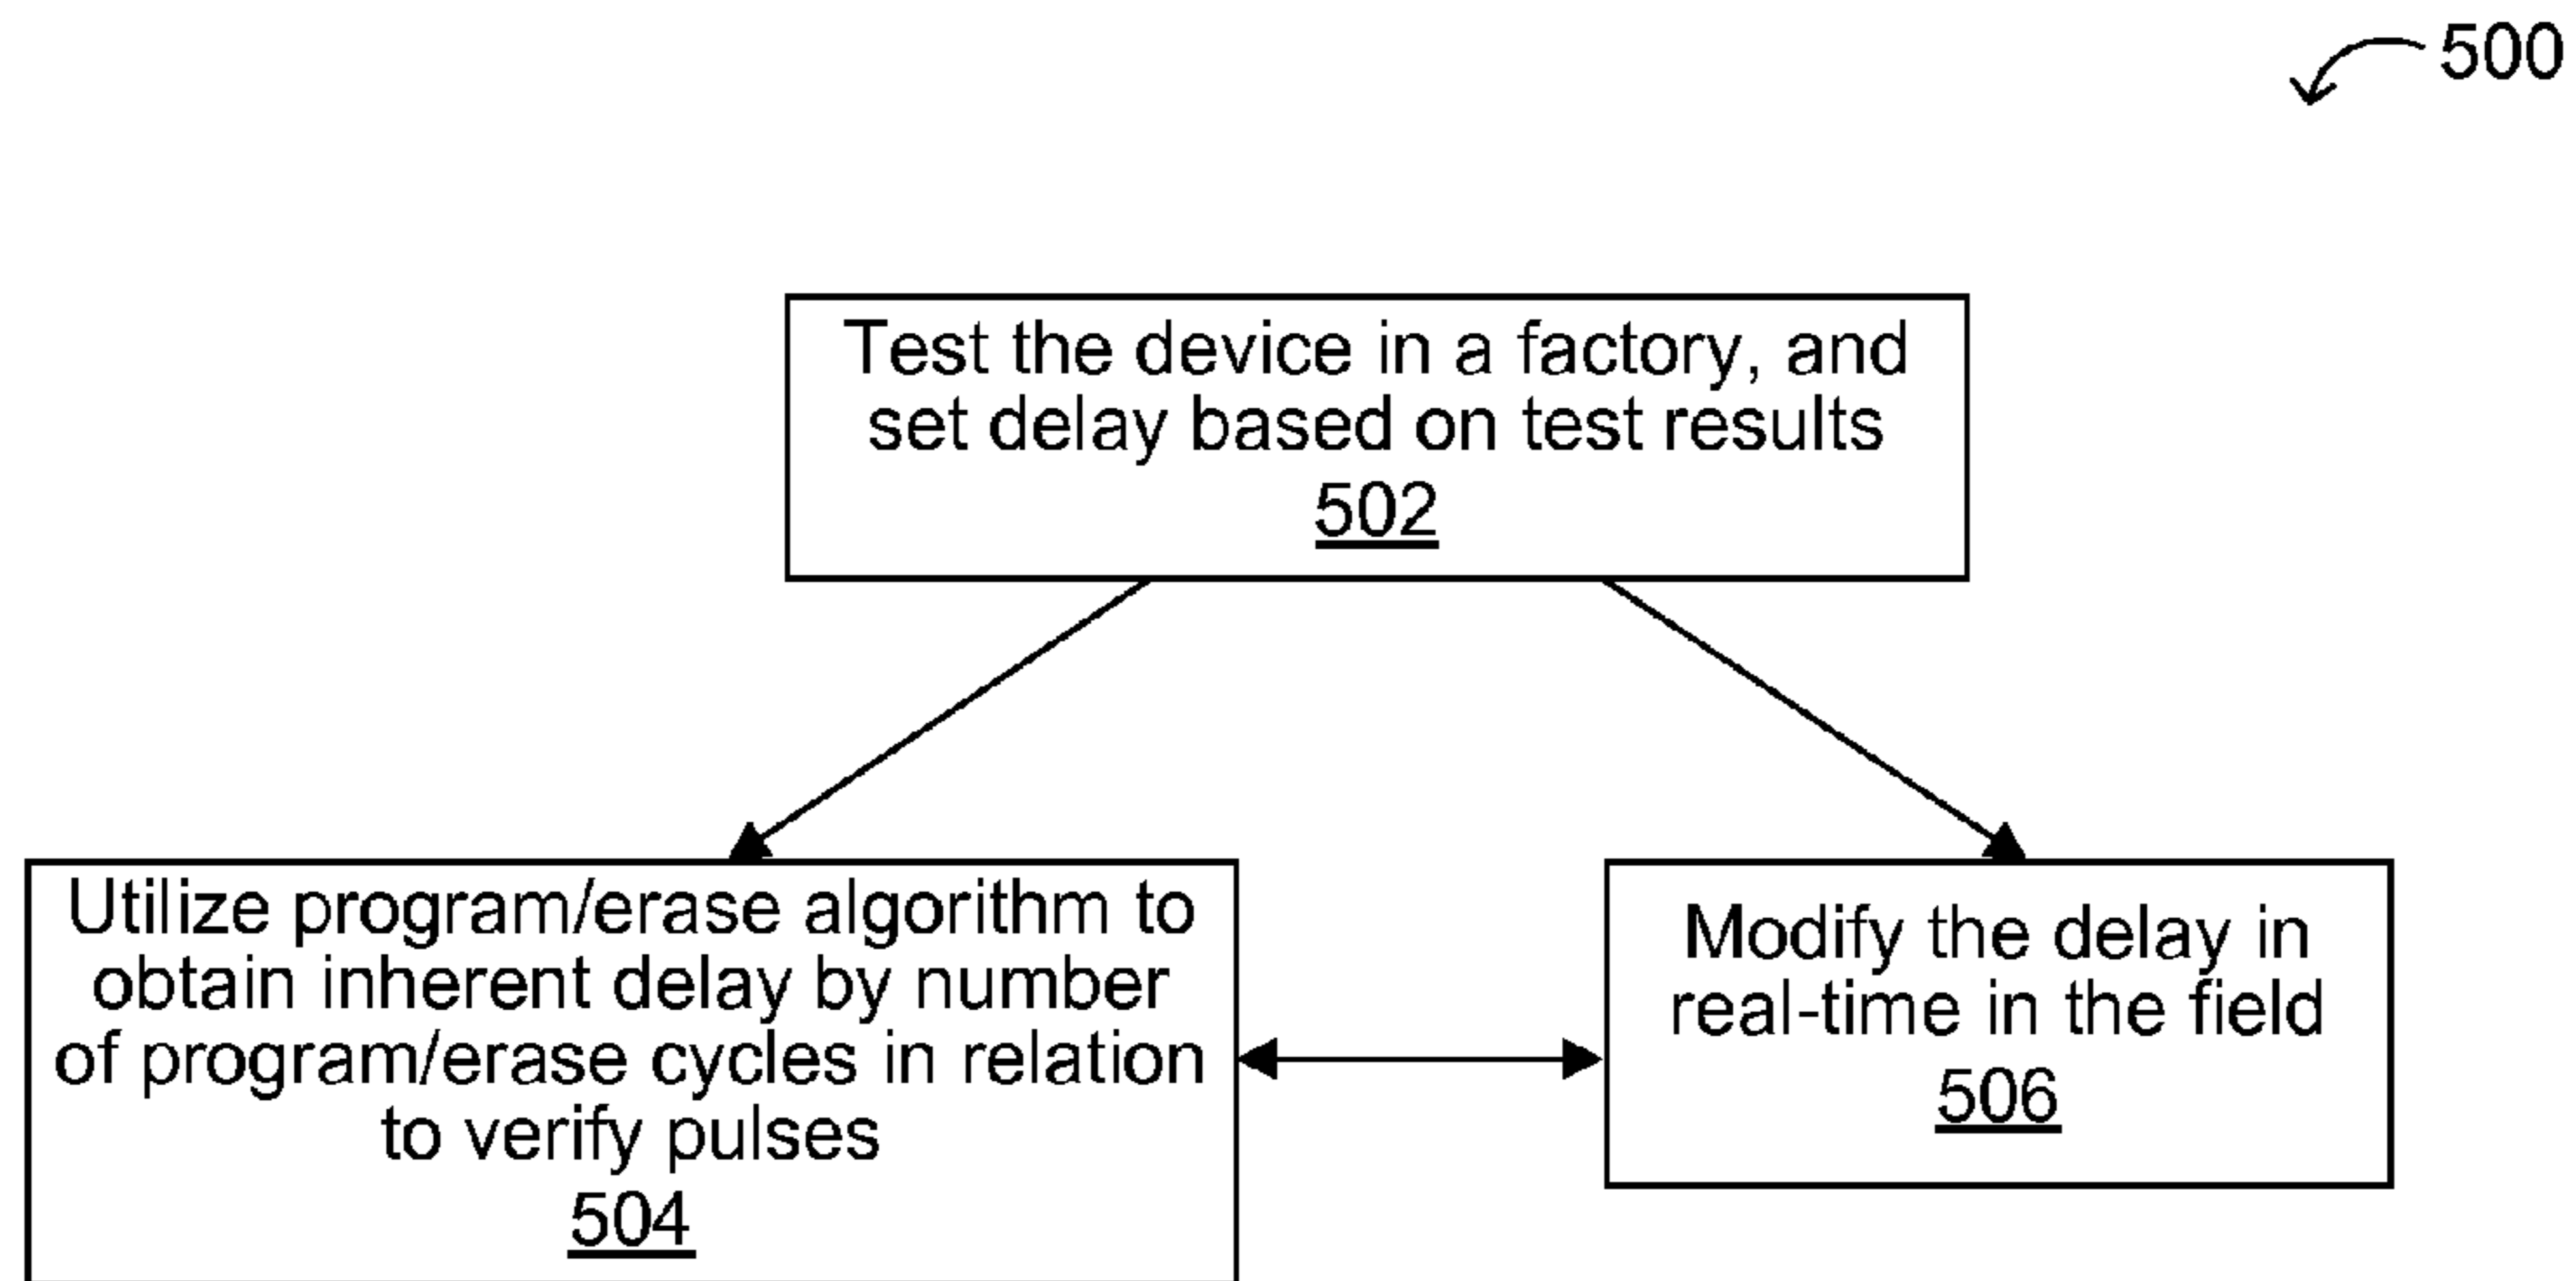 500
Test the device in a factory, and
set delay based on test results
502
Utilize program/erase algorithm to
obtain inherent delay by number
of program/erase cycles in relation
to verify pulses
504
Modify the delay in
real-time in the field
506